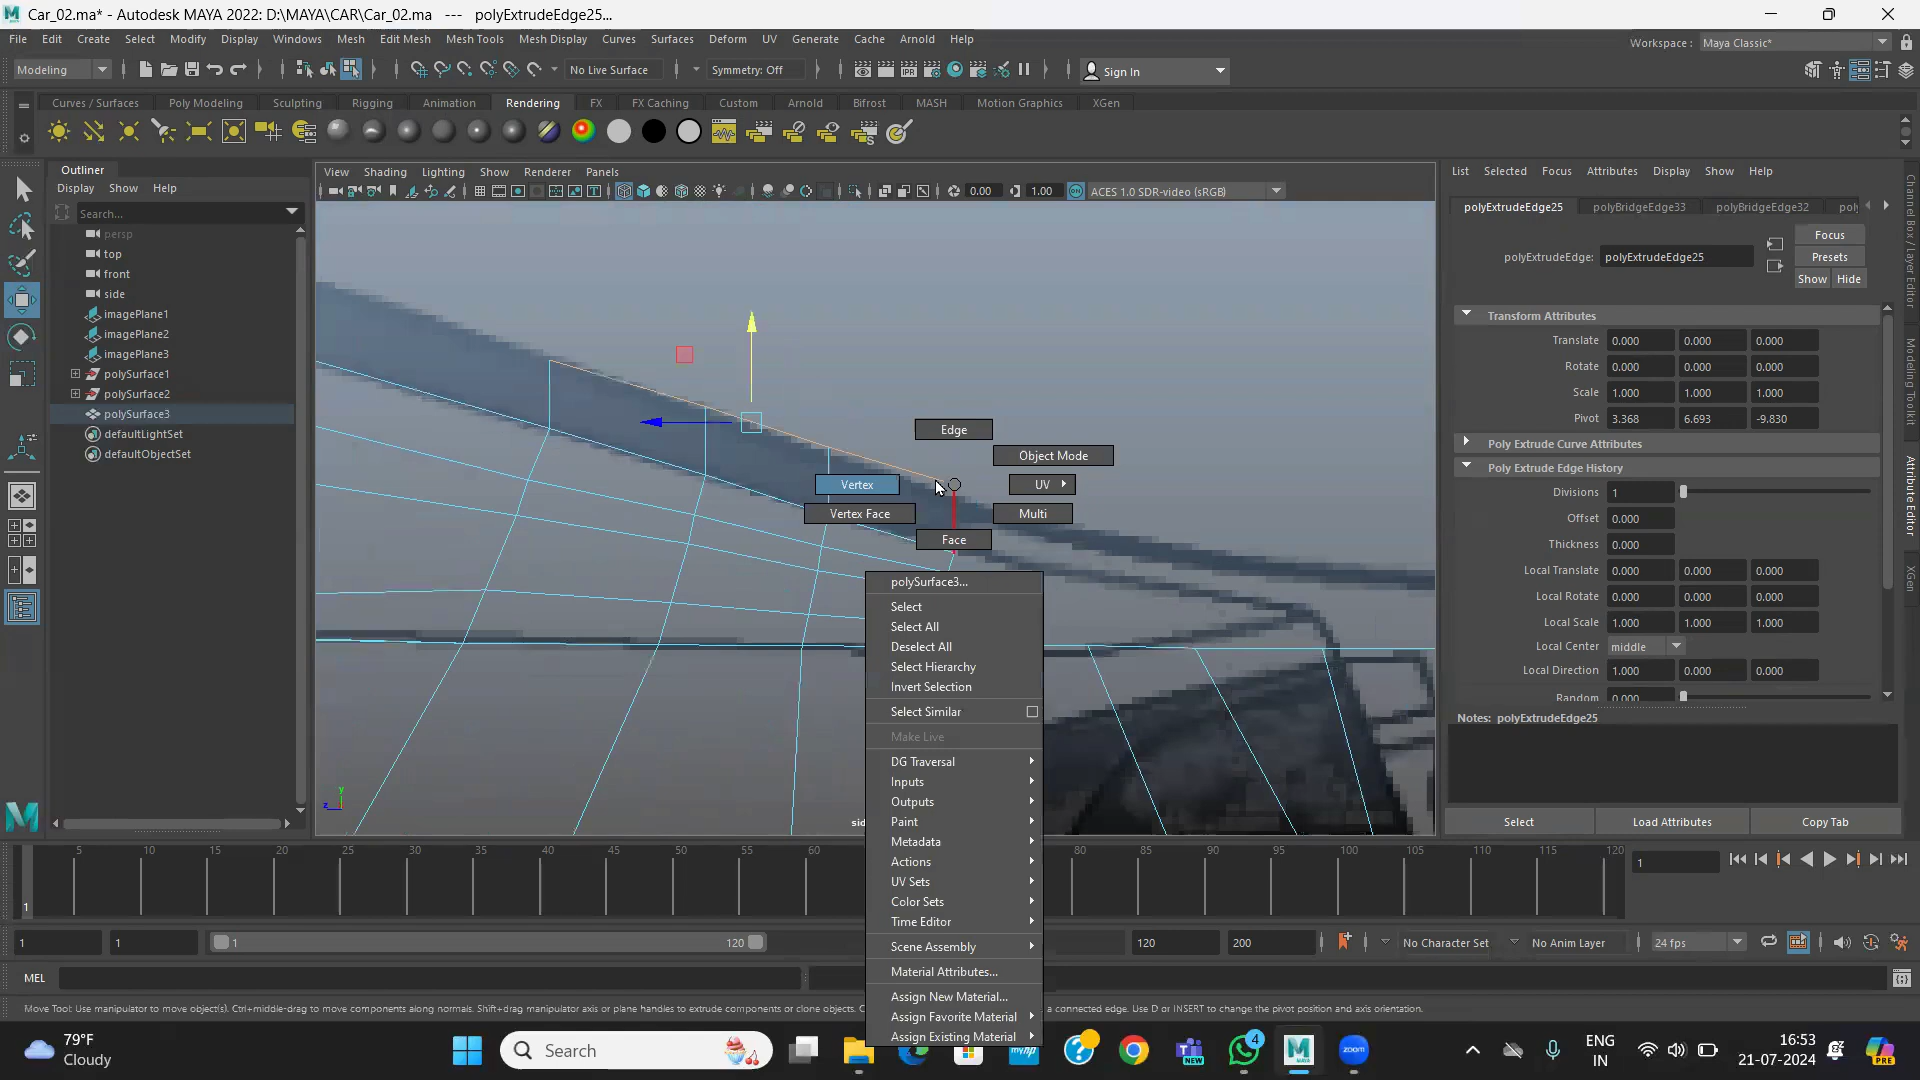 Car_02.ma* - Autodesk MAYA 2022: D:\MAYA\CAR\Car_02.ma --- polyExtrudeEdge25...
File Edit Create Select Modify Display Windows Mesh Edit Mesh Mesh Tools Mesh Display Curves Surfaces Deform UV Generate Cache Arnold Help
Workspace : Maya Classic*
Modeling No Live Surface Symmetry: Off Sign In
Curves / Surfaces Poly Modeling Sculpting Rigging Animation Rendering FX FX Caching Custom Arnold Bifrost MASH Motion Graphics XGen
Outliner
Display Show Help
Search...
persp
top
front
side
imagePlane1
imagePlane2
imagePlane3
polySurface1
polySurface2
polySurface3
defaultLightSet
defaultObjectSet
View Shading Lighting Show Renderer Panels
0.00 1.00 ACES 1.0 SDR-video (sRGB)
Edge
Object Mode
Vertex
UV
Vertex Face
Multi
Face
polySurface3...
Select
Select All
Deselect All
Select Hierarchy
Invert Selection
Select Similar
Make Live
DG Traversal
Inputs
Outputs
Paint
Metadata
Actions
UV Sets
Color Sets
Time Editor
Scene Assembly
Material Attributes...
Assign New Material...
Assign Favorite Material
Assign Existing Material
y
z
List Selected Focus Attributes Display Show Help
polyExtrudeEdge25 polyBridgeEdge33 polyBridgeEdge32
polyExtrudeEdge: polyExtrudeEdge25
Focus
Presets
Show Hide
Transform Attributes
Translate 0.000 0.000 0.000
Rotate 0.000 0.000 0.000
Scale 1.000 1.000 1.000
Pivot 3.368 6.693 -9.830
Poly Extrude Curve Attributes
Poly Extrude Edge History
Divisions 1
Offset 0.000
Thickness 0.000
Local Translate 0.000 0.000 0.000
Local Rotate 0.000 0.000 0.000
Local Scale 1.000 1.000 1.000
Local Center middle
Local Direction 1.000 0.000 0.000
Random 0.000
Notes: polyExtrudeEdge25
Select Load Attributes Copy Tab
Channel Box / Layer Editor
Modeling Toolkit
Attribute Editor
XGen
5 10 15 20 25 30 35 40 45 50 55 60 80 85 90 95 100 105 110 115 120
1
1
1 1 1 120 120 200 No Character Set No Anim Layer 24 fps
MEL
Move Tool: Use manipulator to move object(s). Ctrl+middle-drag to move components along normals. Shift+drag manipulator axis or plane handles to extrude components or clone objects. a connected edge. Use D or INSERT to change the pivot position and axis orientation.
79°F
Cloudy
Search
4
ENG
IN
16:53
21-07-2024